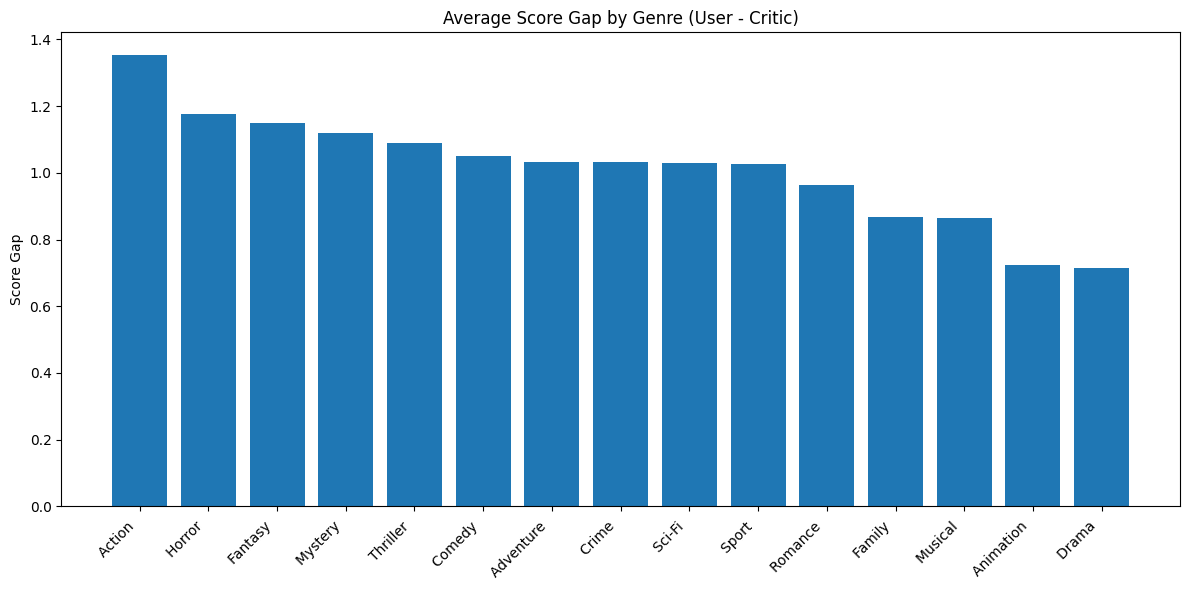 Average Score Gap by Genre (User - Critic)
Score Gap
1.4
1.2
1.0
0.8
0.6
0.4
0.2
0.0
Action
Horror
Fantasy
Mystery
Thriller
Comedy
Adventure
Crime
Sci-Fi
Sport
Romance
Family
Musical
Animation
Drama